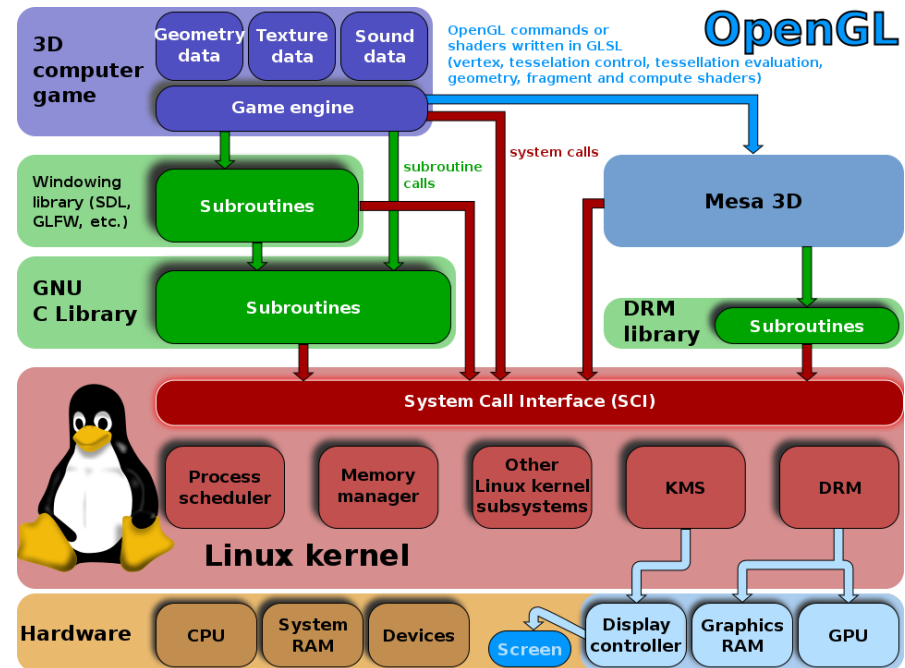 OpenGL
3D
computer
game
Geometry
data
Texture
data
Sound
data
Game engine
OpenGL commands or
shaders written in GLSL
(vertex, tesselation control, tessellation evaluation,
geometry, fragment and compute shaders)
subroutine
calls
system calls
Windowing
library (SDL,
GLFW, etc.)
Subroutines
Mesa 3D
GNU
C Library
Subroutines
DRM
library
Subroutines
System Call Interface (SCI)
Process
scheduler
Memory
manager
Other
Linux kernel
subsystems
KMS
DRM
Linux kernel
Hardware
CPU
System
RAM
Devices
Screen
Display
controller
Graphics
RAM
GPU